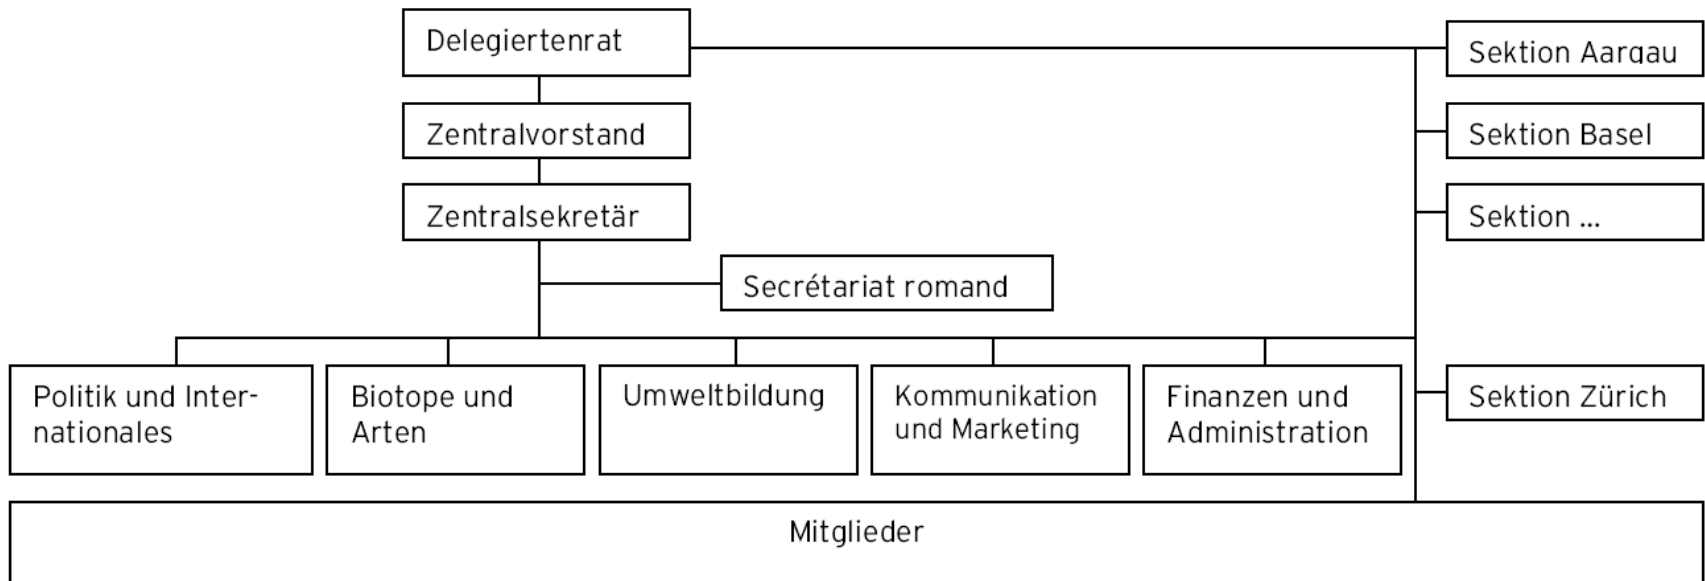 Delegiertenrat
Sektion Aargau
Zentralvorstand
Sektion Basel
Zentralsekretär
Sektion ...
Secrétariat romand
Politik und Inter-
nationales
Biotope und
Arten
Umweltbildung
Kommunikation
und Marketing
Finanzen und
Administration
Sektion Zürich
Mitglieder